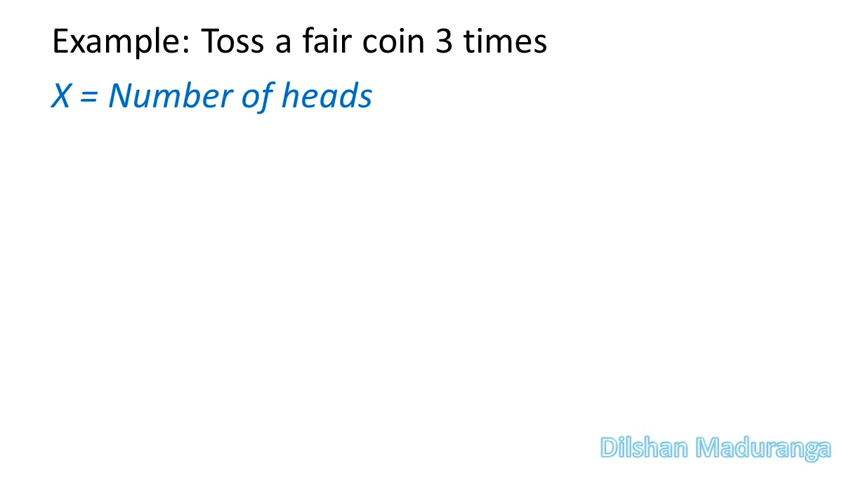 Example: Toss a fair coin 3 times
X = Number of heads
Dilshan Maduranga